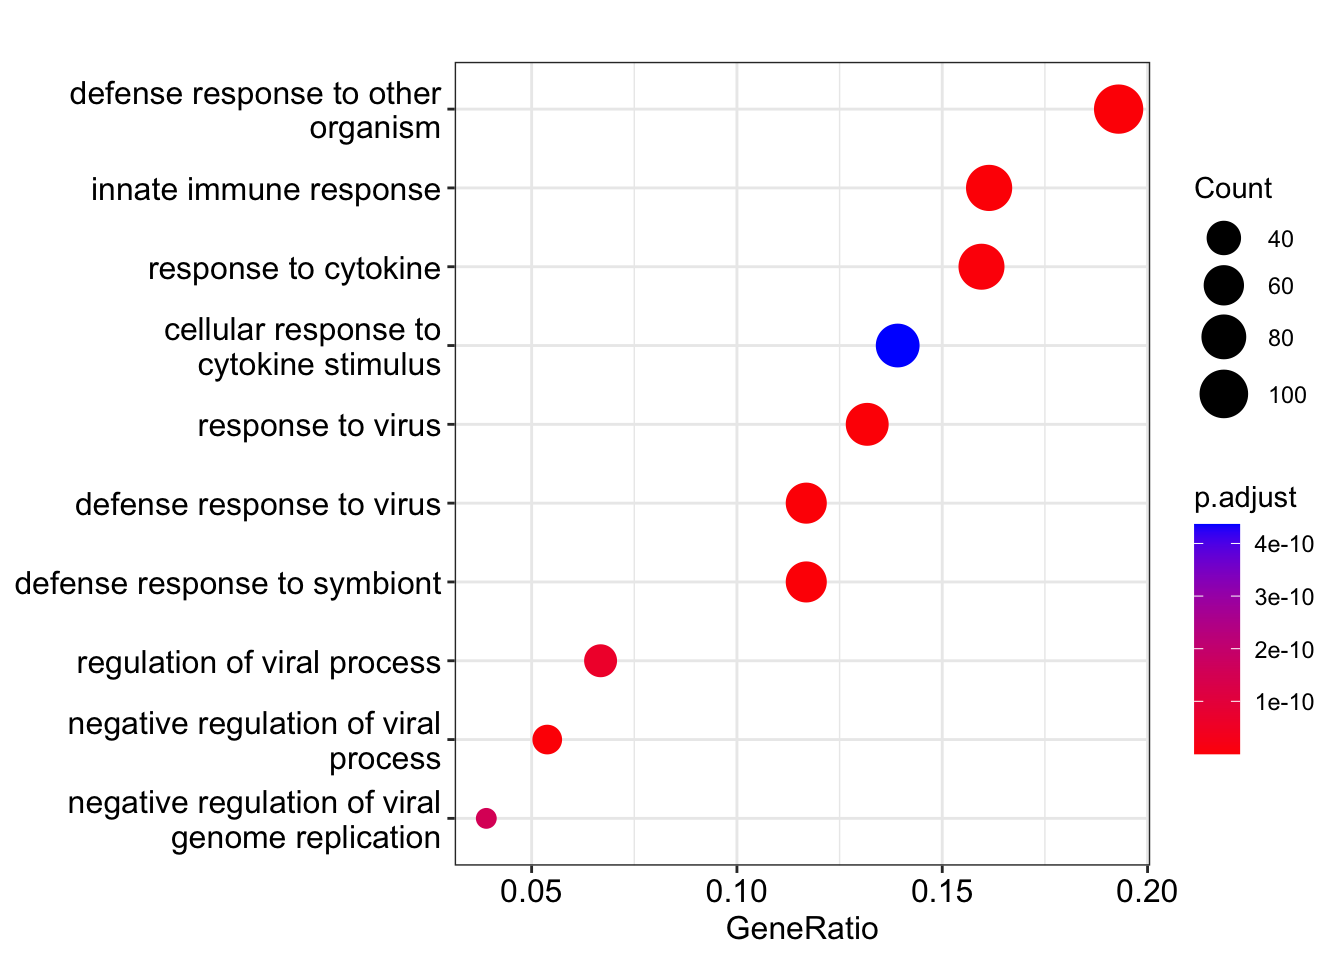 defense response to other
organism
innate immune response
response to cytokine
cellular response to
cytokine stimulus
response to virus
defense response to virus
defense response to symbiont
regulation of viral process
negative regulation of viral
process
negative regulation of viral
genome replication
0.05
0.10
0.15
0.20
GeneRatio
Count
40
60
80
100
p.adjust
4e-10
3e-10
2e-10
1e-10